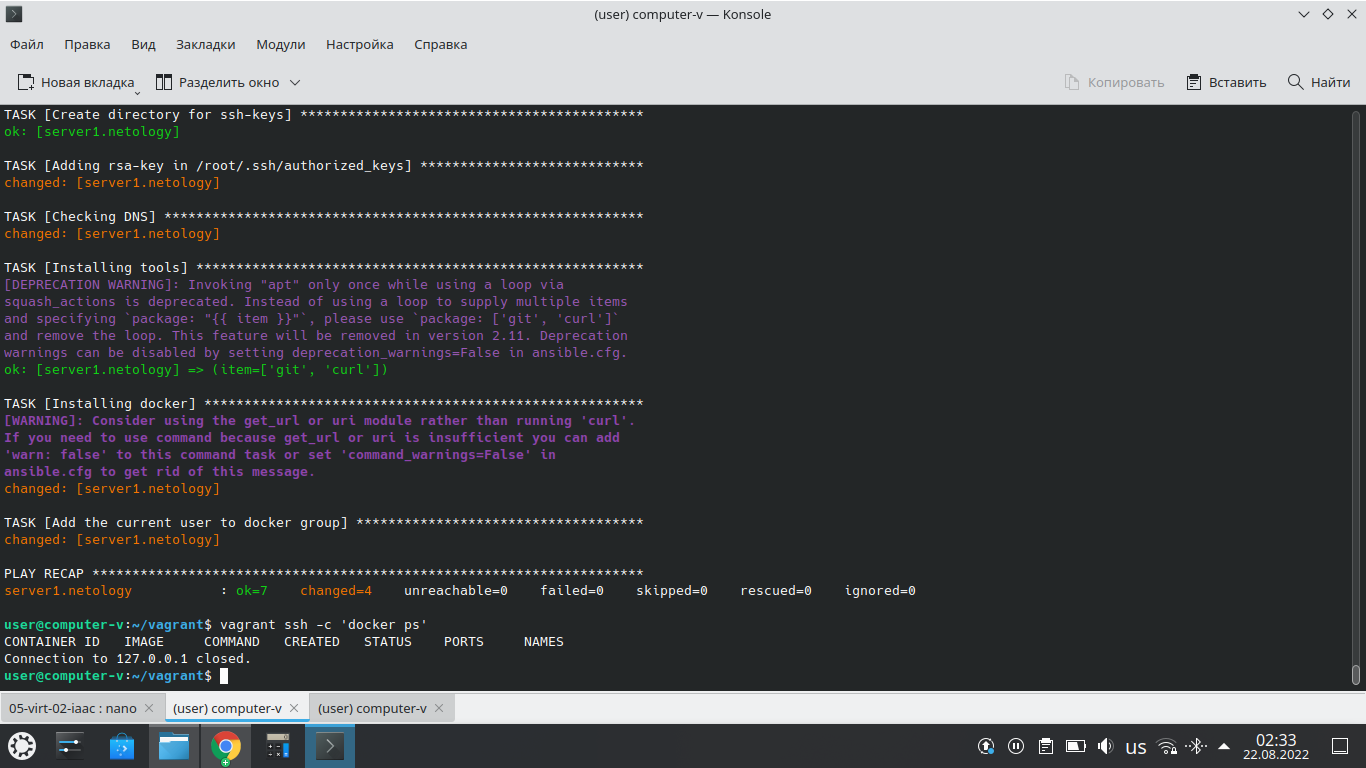 (user) computer-v — Konsole
Файл Правка Вид Закладки Модули Настройка Справка
Новая вкладка Разделить окно Копировать Вставить Найти
TASK [Create directory for ssh-keys] *******************************************
ok: [server1.netology]
TASK [Adding rsa-key in /root/.ssh/authorized_keys] ****************************
changed: [server1.netology]
TASK [Checking DNS] ************************************************************
changed: [server1.netology]
TASK [Installing tools] ********************************************************
[DEPRECATION WARNING]: Invoking "apt" only once while using a loop via
squash_actions is deprecated. Instead of using a loop to supply multiple items
and specifying `package: "{{ item }}"`, please use `package: ['git', 'curl']`
and remove the loop. This feature will be removed in version 2.11. Deprecation
warnings can be disabled by setting deprecation_warnings=False in ansible.cfg.
ok: [server1.netology] => (item=['git', 'curl'])
TASK [Installing docker] *******************************************************
[WARNING]: Consider using the get_url or uri module rather than running 'curl'.
If you need to use command because get_url or uri is insufficient you can add
'warn: false' to this command task or set 'command_warnings=False' in
ansible.cfg to get rid of this message.
changed: [server1.netology]
TASK [Add the current user to docker group] ************************************
changed: [server1.netology]
PLAY RECAP *********************************************************************
server1.netology : ok=7 changed=4 unreachable=0 failed=0 skipped=0 rescued=0 ignored=0
user@computer-v:~/vagrant$ vagrant ssh -c 'docker ps'
CONTAINER ID IMAGE COMMAND CREATED STATUS PORTS NAMES
Connection to 127.0.0.1 closed.
user@computer-v:~/vagrant$
05-virt-02-iaac : nano (user) computer-v (user) computer-v
us 02:33
22.08.2022